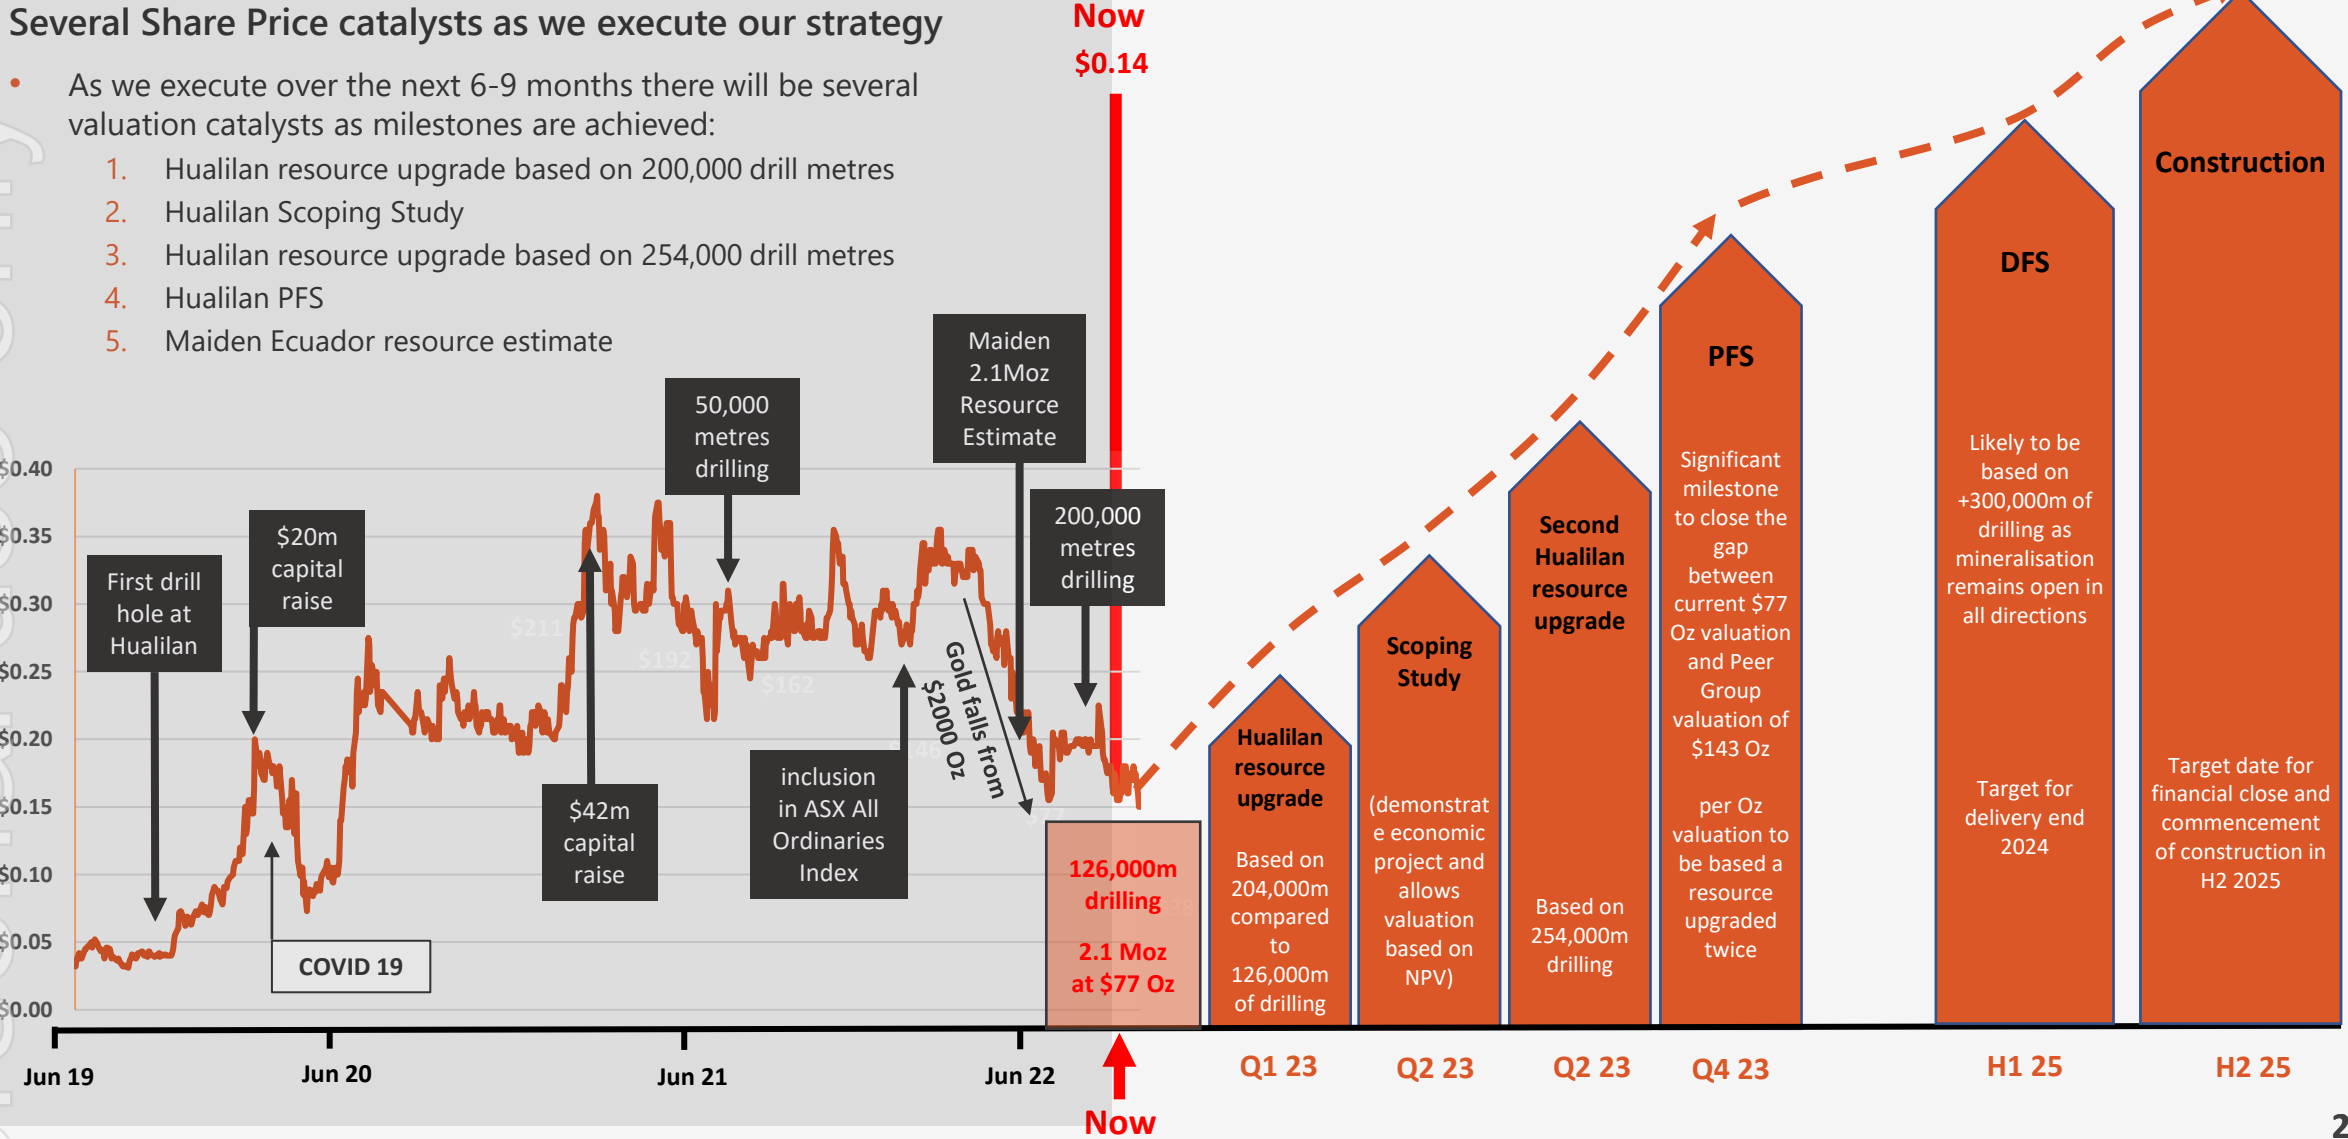 Several Share Price catalysts as we execute our strategy
• As we execute over the next 6-9 months there will be several
valuation catalysts as milestones are achieved:
1. Hualilan resource upgrade based on 200,000 drill metres
2. Hualilan Scoping Study
3. Hualilan resource upgrade based on 254,000 drill metres
4. Hualilan PFS
5. Maiden Ecuador resource estimate
Now
$0.14
$0.40
$0.35
$0.30
$0.25
$0.20
$0.15
$0.10
$0.05
$0.00
First drill
hole at
Hualilan
$20m
capital
raise
COVID 19
$42m
capital
raise
50,000
metres
drilling
inclusion
in ASX All
Ordinaries
Index
Maiden
2.1Moz
Resource
Estimate
200,000
metres
drilling
Gold falls from
$2000 Oz
$211
$192
$162
$77
126,000m
drilling
2.1 Moz
at $77 Oz
Hualilan
resource
upgrade
Based on
204,000m
compared
to
126,000m
of drilling
Scoping
Study
(demonstrat
e economic
project and
allows
valuation
based on
NPV)
Second
Hualilan
resource
upgrade
Based on
254,000m
drilling
PFS
Significant
milestone
to close the
gap
between
current $77
Oz valuation
and Peer
Group
valuation of
$143 Oz
per Oz
valuation to
be based a
resource
upgraded
twice
DFS
Likely to be
based on
+300,000m of
drilling as
mineralisation
remains open in
all directions
Target for
delivery end
2024
Construction
Target date for
financial close and
commencement
of construction in
H2 2025
Jun 19
Jun 20
Jun 21
Jun 22
Q1 23
Q2 23
Q2 23
Q4 23
H1 25
H2 25
Now
2